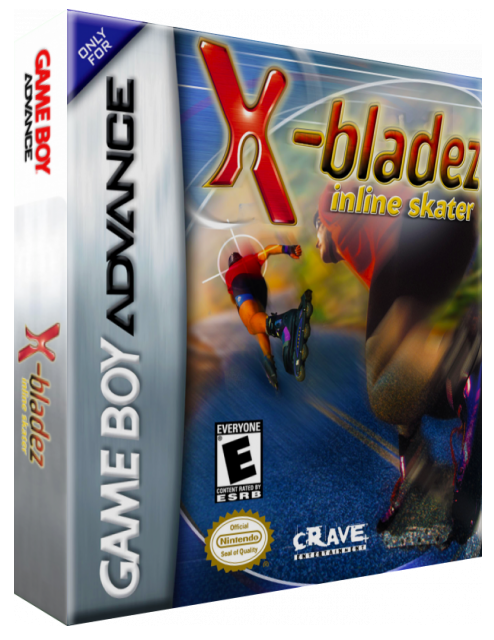 GAME BOY
ADVANCE
X-bladez
inline skater
ONLY
FOR
GAME BOY ADVANCE
X-bladez
inline skater
EVERYONE
E
CONTENT RATED BY
ESRB
Official
Nintendo
Seal of Quality
CRAVE
ENTERTAINMENT